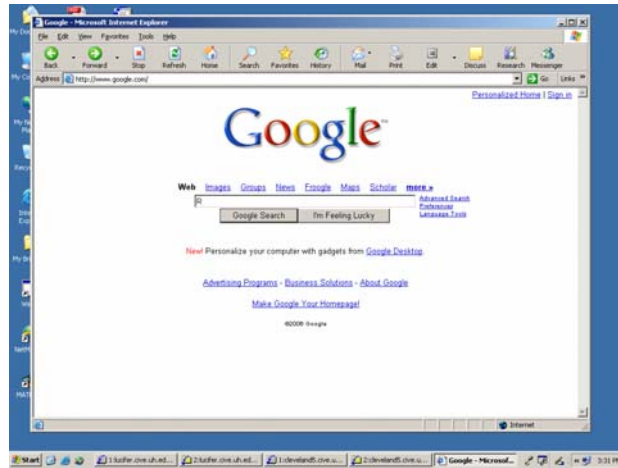 Google - Microsoft Internet Explorer
File Edit View Favorites Tools Help
Back Forward Stop Refresh Home Search Favorites History Mail Print Edit Discuss Research Messenger
Address http://www.google.com/ Go Links »
Personalized Home | Sign in
Google™
Web Images Groups News Froogle Maps Scholar more »
R
Advanced Search
Preferences
Language Tools
Google Search I'm Feeling Lucky
New! Personalize your computer with gadgets from Google Desktop.
Advertising Programs - Business Solutions - About Google
Make Google Your Homepage!
Internet
Start Google - Microsof... 3:31